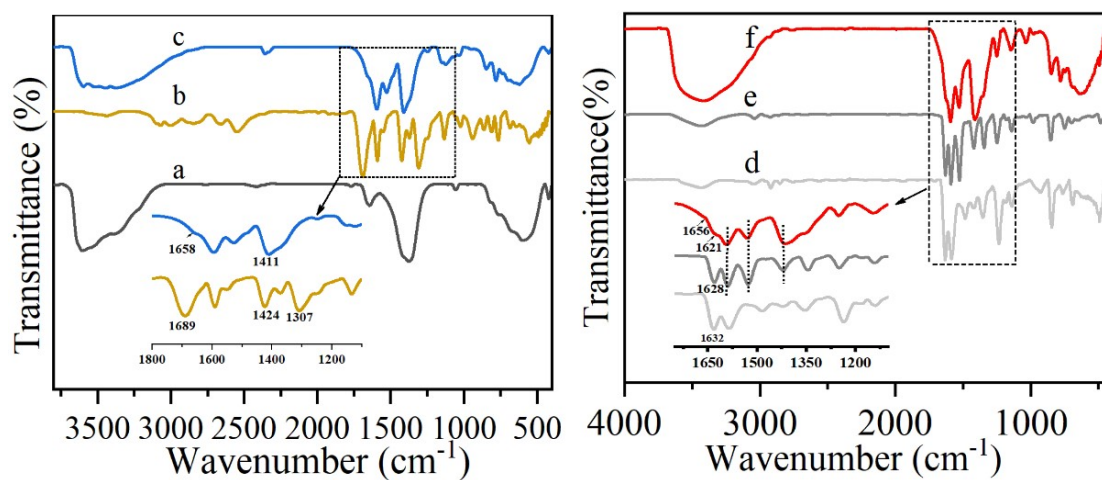 Transmittance (%)
c
b
a
1658
1411
1689
1424
1307
1800
1600
1400
1200
3500
3000
2500
2000
1500
1000
500
Wavenumber (cm⁻¹)
Transmittance(%)
f
e
d
1656
1621
1628
1632
1650
1500
1350
1200
4000
3000
2000
1000
Wavenumber (cm⁻¹)